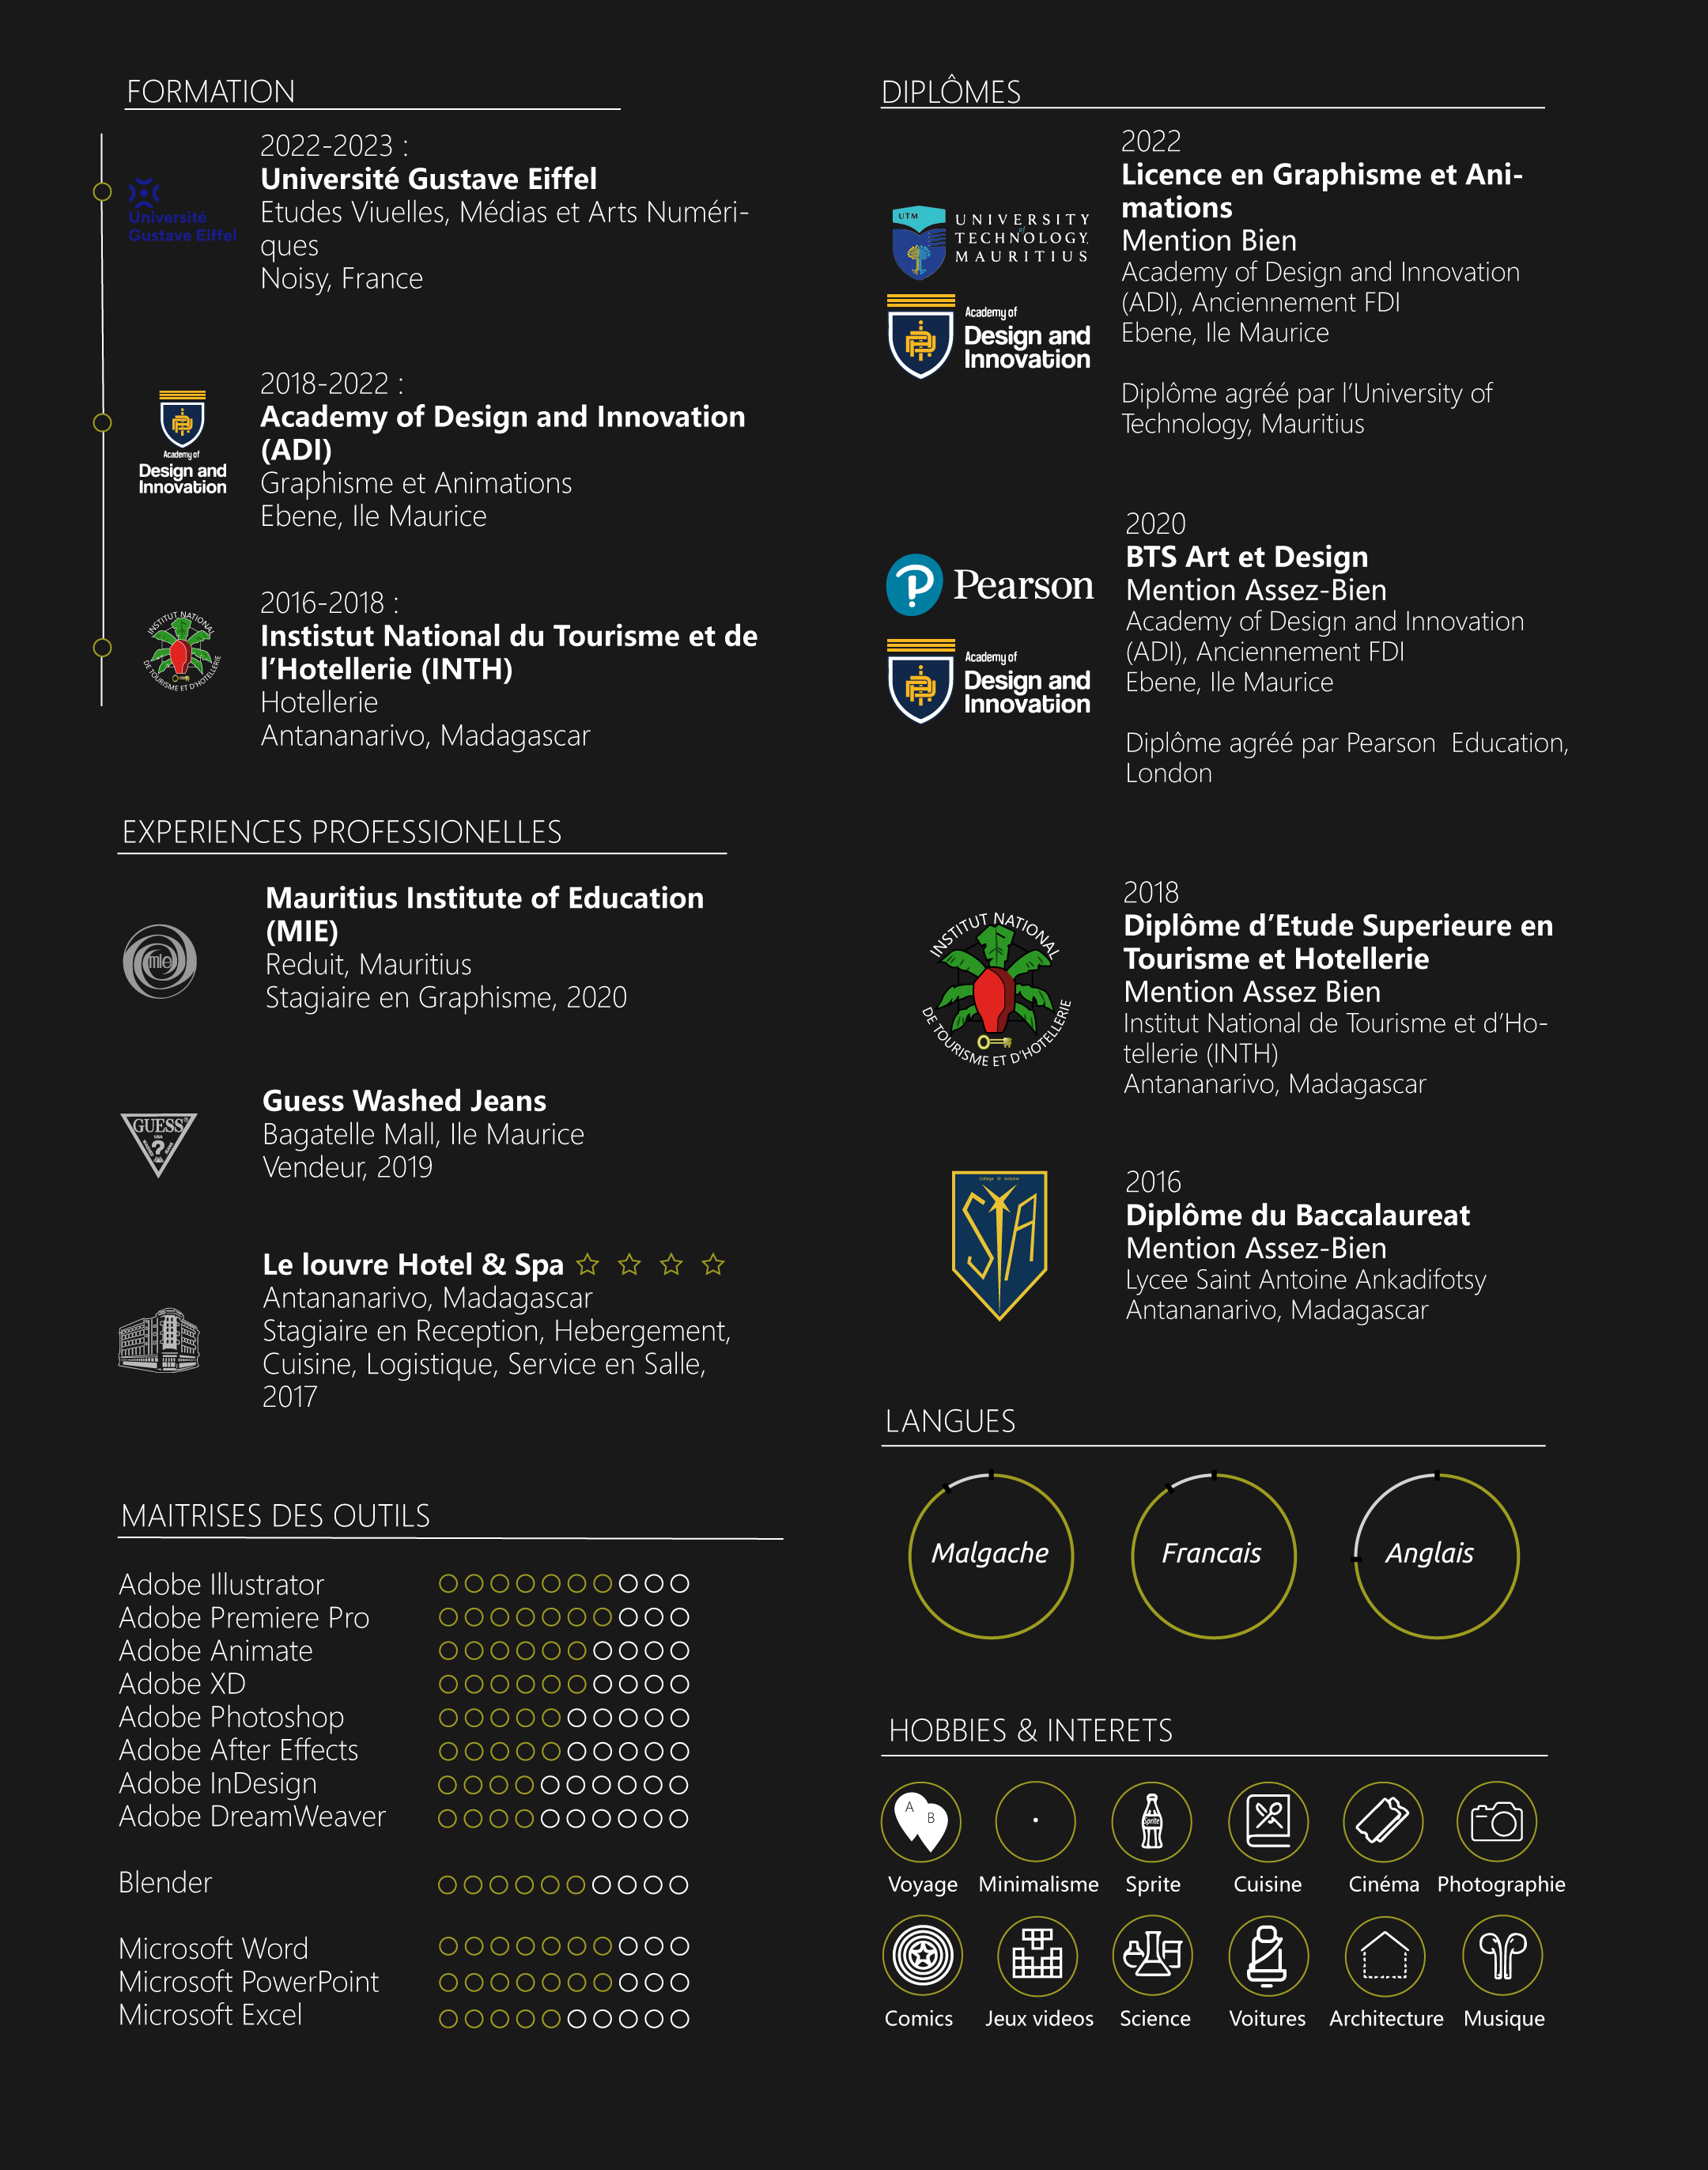 FORMATION
2022-2023 :
Université Gustave Eiffel
Etudes Viuelles, Médias et Arts Numéri-
ques
Noisy, France
Université
Gustave Eiffel
2018-2022 :
Academy of Design and Innovation
(ADI)
Graphisme et Animations
Ebene, Ile Maurice
Academy of
Design and
Innovation
2016-2018 :
Instistut National du Tourisme et de
l’Hotellerie (INTH)
Hotellerie
Antananarivo, Madagascar
INSTITUT NATIONAL
DE TOURISME ET D'HOTELLERIE
EXPERIENCES PROFESSIONELLES
Mauritius Institute of Education
(MIE)
Reduit, Mauritius
Stagiaire en Graphisme, 2020
mie
Guess Washed Jeans
Bagatelle Mall, Ile Maurice
Vendeur, 2019
GUESS
?
Le louvre Hotel & Spa
Antananarivo, Madagascar
Stagiaire en Reception, Hebergement,
Cuisine, Logistique, Service en Salle,
2017
MAITRISES DES OUTILS
Adobe Illustrator
Adobe Premiere Pro
Adobe Animate
Adobe XD
Adobe Photoshop
Adobe After Effects
Adobe InDesign
Adobe DreamWeaver
Blender
Microsoft Word
Microsoft PowerPoint
Microsoft Excel
DIPLÔMES
2022
Licence en Graphisme et Ani-
mations
Mention Bien
Academy of Design and Innovation
(ADI), Anciennement FDI
Ebene, Ile Maurice
Diplôme agréé par l’University of
Technology, Mauritius
UTM
UNIVERSITY
of
TECHNOLOGY,
MAURITIUS
Academy of
Design and
Innovation
2020
BTS Art et Design
Mention Assez-Bien
Academy of Design and Innovation
(ADI), Anciennement FDI
Ebene, Ile Maurice
Diplôme agréé par Pearson  Education,
London
Pearson
Academy of
Design and
Innovation
2018
Diplôme d’Etude Superieure en
Tourisme et Hotellerie
Mention Assez Bien
Institut National de Tourisme et d’Ho-
tellerie (INTH)
Antananarivo, Madagascar
INSTITUT NATIONAL
DE TOURISME ET D'HOTELLERIE
2016
Diplôme du Baccalaureat
Mention Assez-Bien
Lycee Saint Antoine Ankadifotsy
Antananarivo, Madagascar
College St Antoine
S A
LANGUES
Malgache
Francais
Anglais
HOBBIES & INTERETS
A
B
Sprite
Voyage
Minimalisme
Sprite
Cuisine
Cinéma
Photographie
Comics
Jeux videos
Science
Voitures
Architecture
Musique